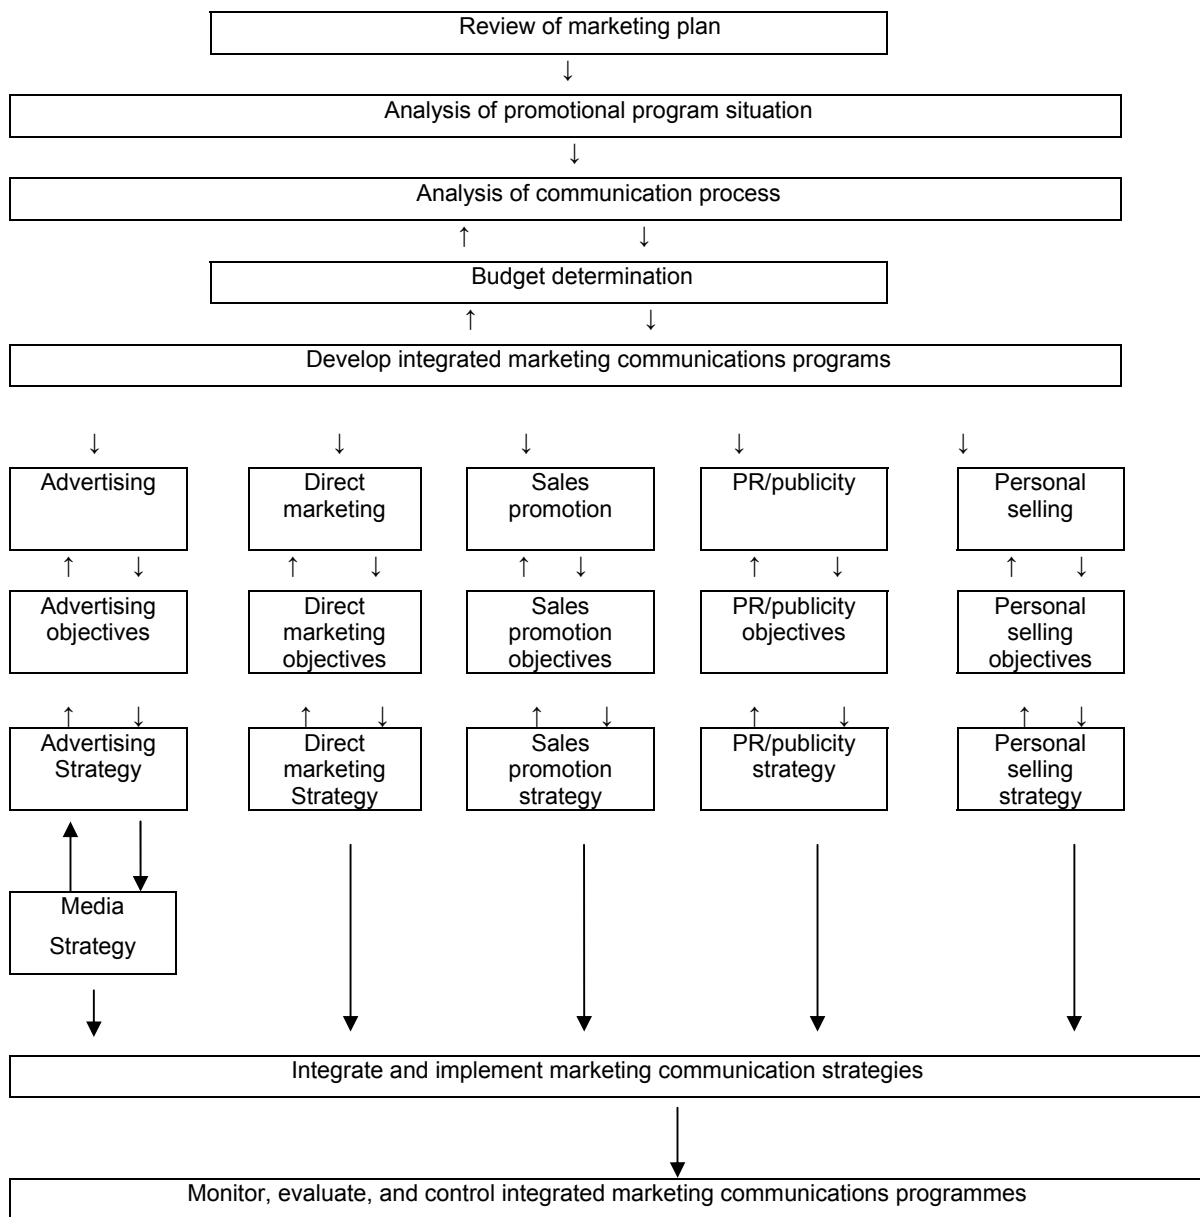 Review of marketing plan
↓
Analysis of promotional program situation
↓
Analysis of communication process
↑ ↓
Budget determination
↑ ↓
Develop integrated marketing communications programs
↓ ↓ ↓ ↓ ↓
Advertising
Direct
marketing
Sales
promotion
PR/publicity
Personal
selling
↑ ↓ ↑ ↓ ↑ ↓ ↑ ↓ ↑ ↓
Advertising
objectives
Direct
marketing
objectives
Sales
promotion
objectives
PR/publicity
objectives
Personal
selling
objectives
↑ ↓ ↑ ↓ ↑ ↓ ↑ ↓ ↑ ↓
Advertising
Strategy
Direct
marketing
Strategy
Sales
promotion
strategy
PR/publicity
strategy
Personal
selling
strategy
Media
Strategy
Integrate and implement marketing communication strategies
Monitor, evaluate, and control integrated marketing communications programmes